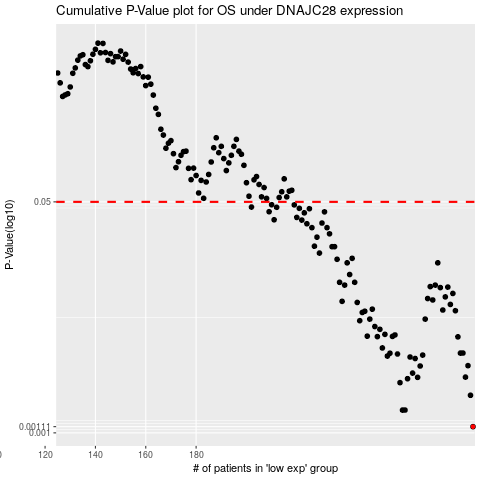 Cumulative P-Value plot for OS under DNAJC28 expression
P-Value(log10)
0.05
0.00111
0.001
0
120
140
160
180
# of patients in 'low exp' group